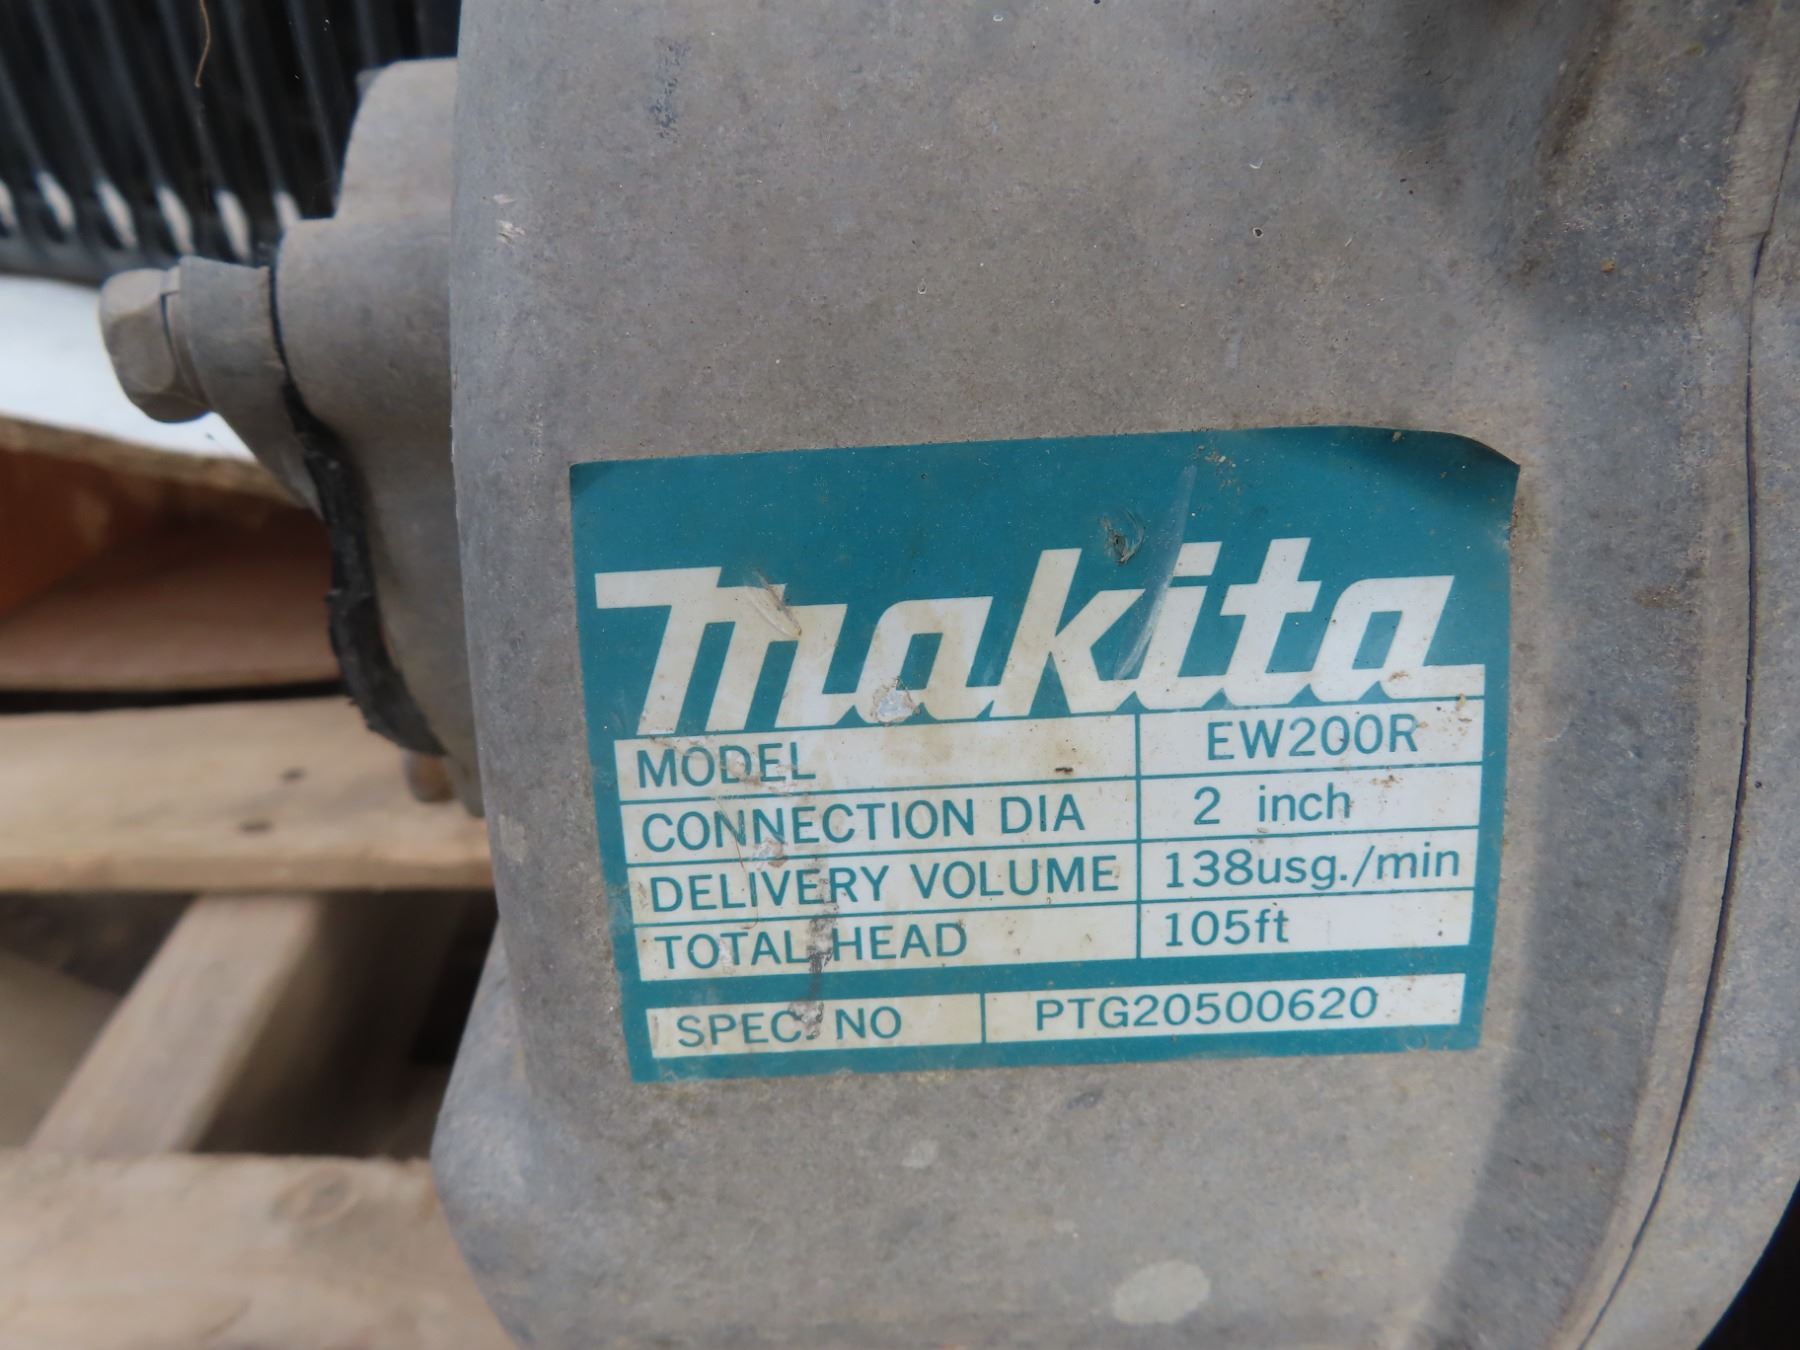 makita
MODEL EW200R
CONNECTION DIA 2 inch
DELIVERY VOLUME 138usg./min
TOTAL HEAD 105ft
SPEC. NO PTG20500620